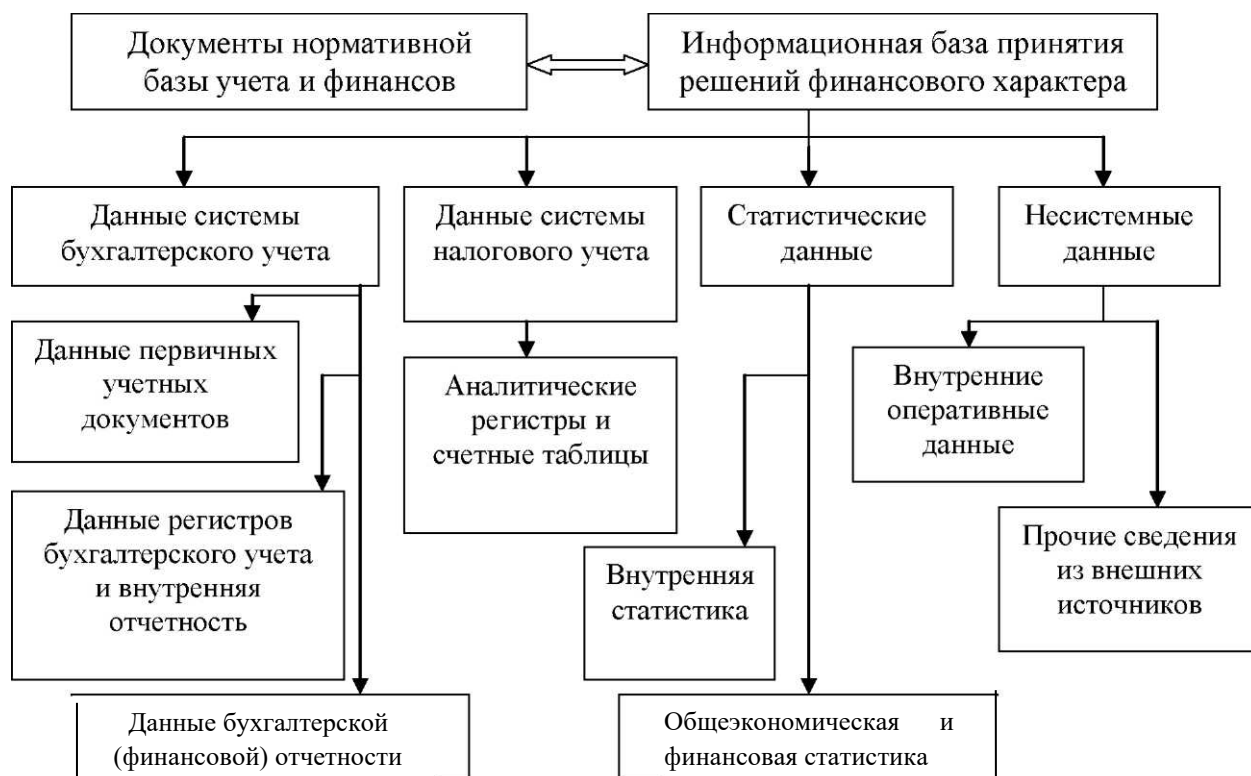 Документы нормативной
базы учета и финансов
Информационная база принятия
решений финансового характера
Данные системы
бухгалтерского учета
Данные системы
налогового учета
Статистические
данные
Несистемные
данные
Данные первичных
учетных
документов
Аналитические
регистры и
счетные таблицы
Внутренние
оперативные
данные
Данные регистров
бухгалтерского учета
и внутренняя
отчетность
Внутренняя
статистика
Прочие сведения
из внешних
источников
Данные бухгалтерской
(финансовой) отчетности
Общеэкономическая и
финансовая статистика